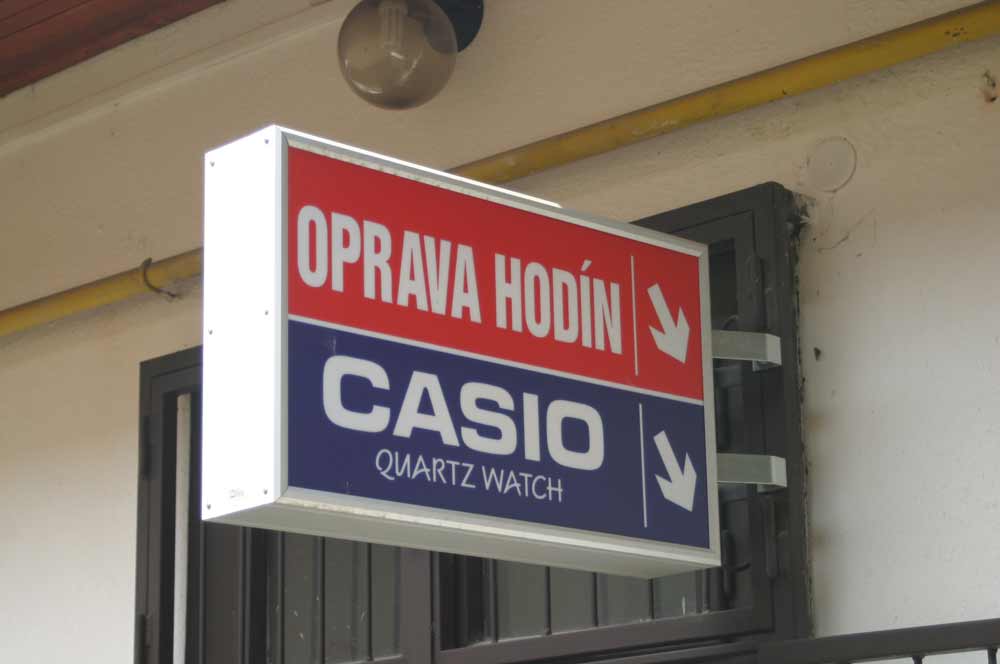 OPRAVA HODÍN
CASIO
QUARTZ WATCH